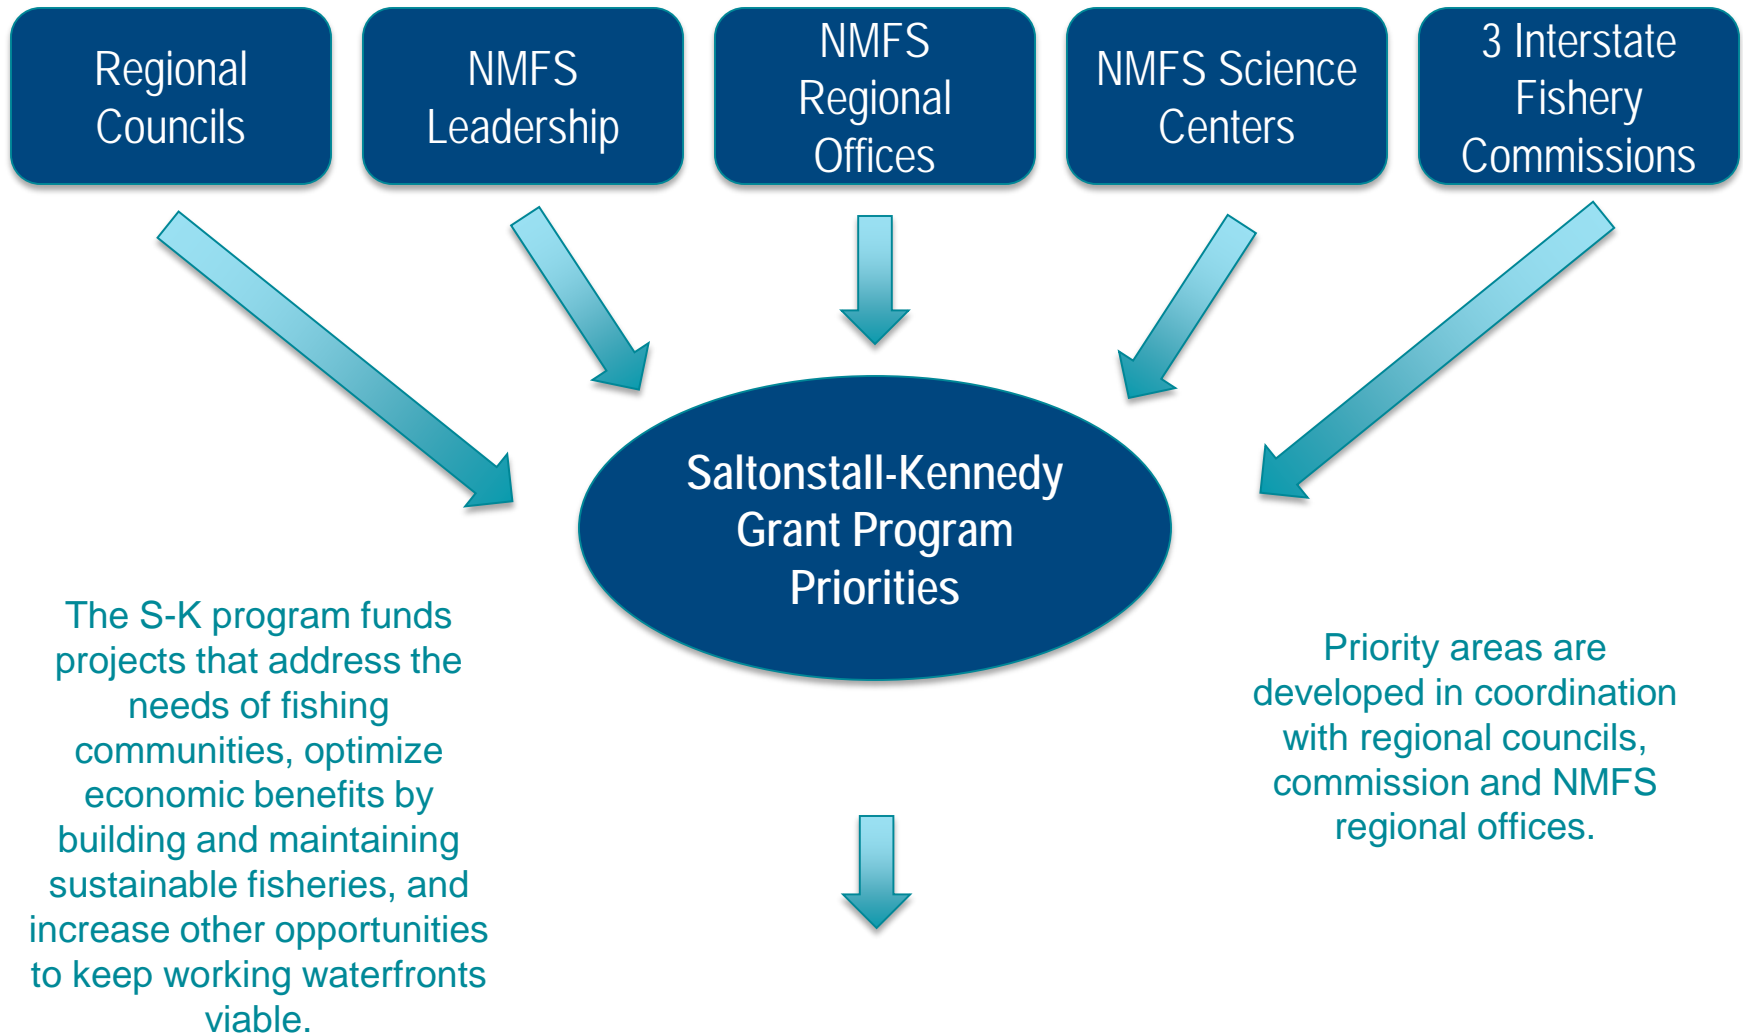 Regional
Councils
NMFS
Leadership
NMFS
Regional
Offices
NMFS Science
Centers
3 Interstate
Fishery
Commissions
Saltonstall-Kennedy
Grant Program
Priorities
The S-K program funds
projects that address the
needs of fishing
communities, optimize
economic benefits by
building and maintaining
sustainable fisheries, and
increase other opportunities
to keep working waterfronts
viable.
Priority areas are
developed in coordination
with regional councils,
commission and NMFS
regional offices.